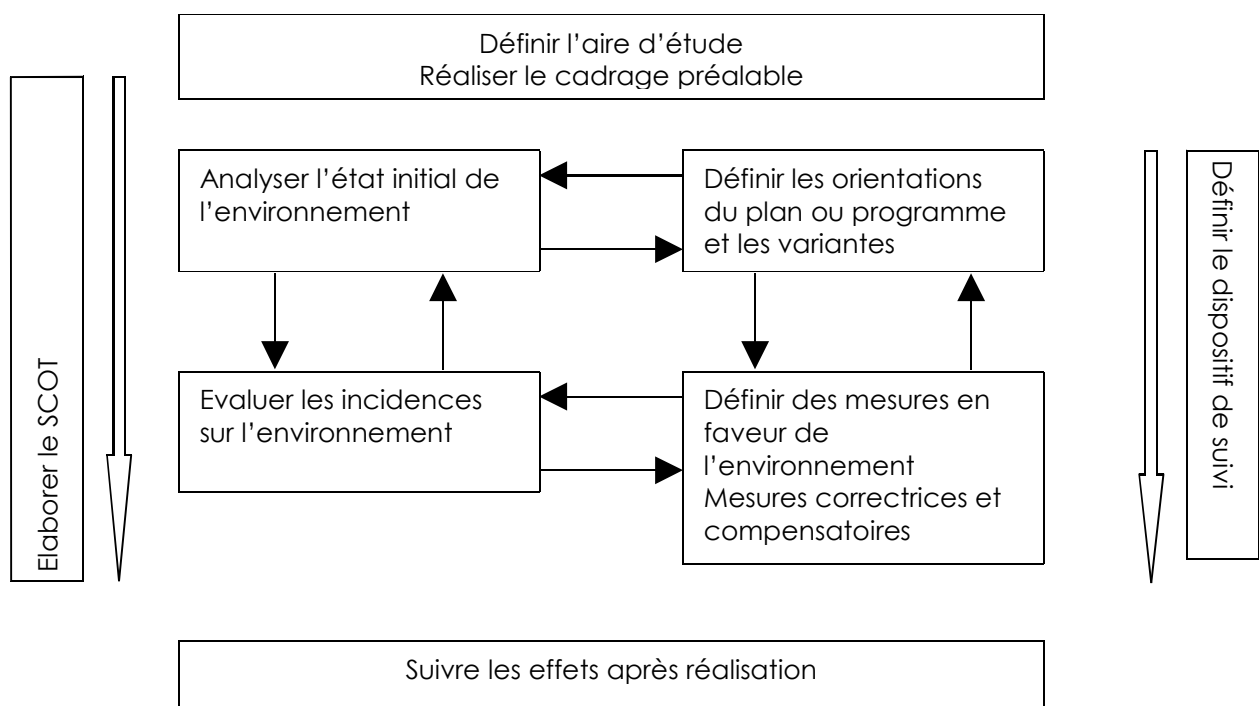 Définir l’aire d’étude
Réaliser le cadrage préalable
Elaborer le SCOT
Analyser l’état initial de
l’environnement
Définir les orientations
du plan ou programme
et les variantes
Définir le dispositif de suivi
Evaluer les incidences
sur l’environnement
Définir des mesures en
faveur de
l’environnement
Mesures correctrices et
compensatoires
Suivre les effets après réalisation